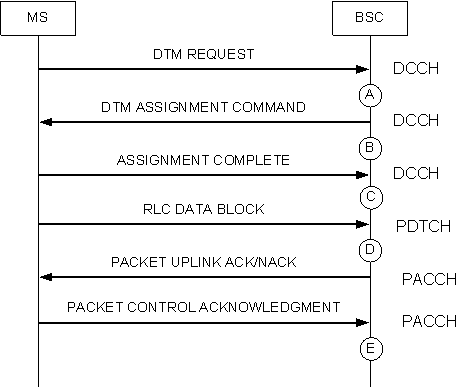 MS BSC
DTM REQUEST
DCCH
A
DTM ASSIGNMENT COMMAND
DCCH
B
ASSIGNMENT COMPLETE
DCCH
C
RLC DATA BLOCK
PDTCH
D
PACKET UPLINK ACK/NACK
PACCH
PACKET CONTROL ACKNOWLEDGMENT
PACCH
E